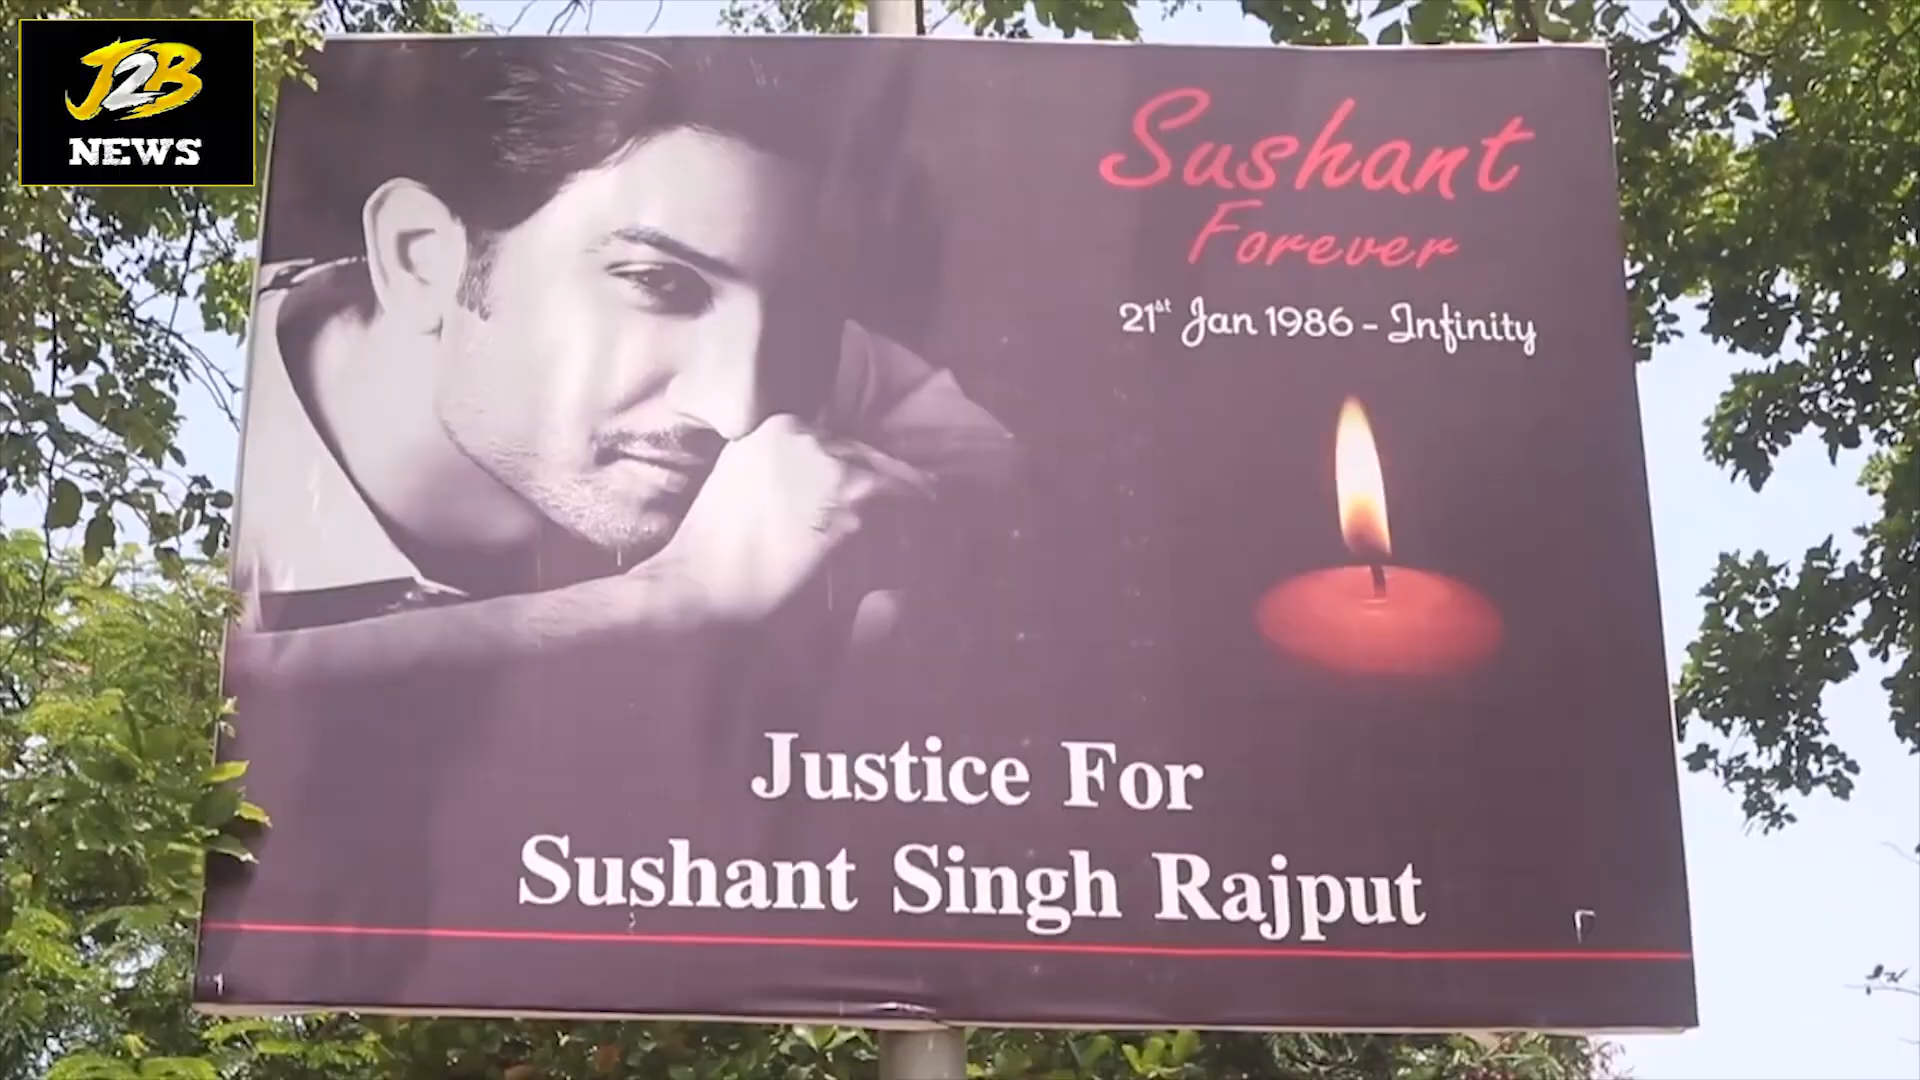 J2B
NEWS
Sushant
Forever
21st Jan 1986 - Infinity
Justice For
Sushant Singh Rajput